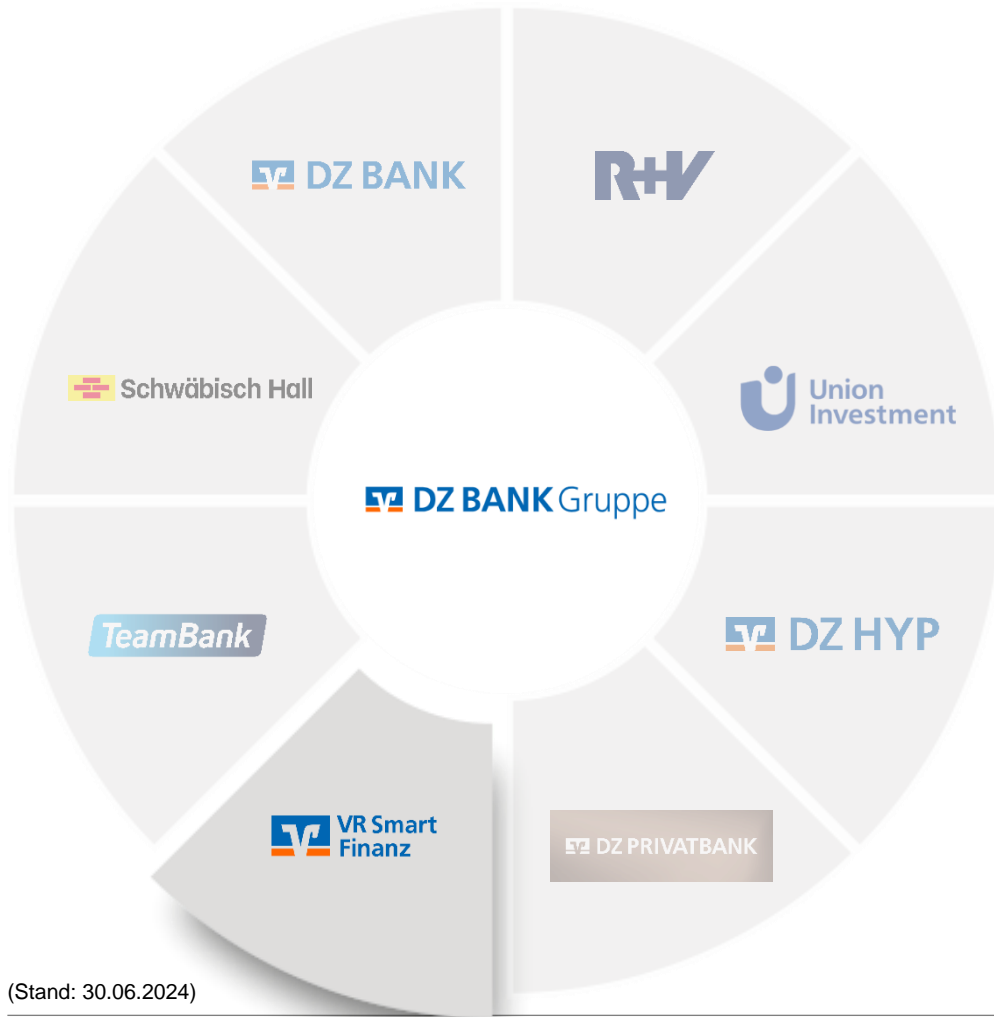 DZ BANK
R+V
Schwäbisch Hall
Union
Investment
DZ BANK Gruppe
TeamBank
DZ HYP
VR Smart
Finanz
DZ PRIVATBANK
(Stand: 30.06.2024)